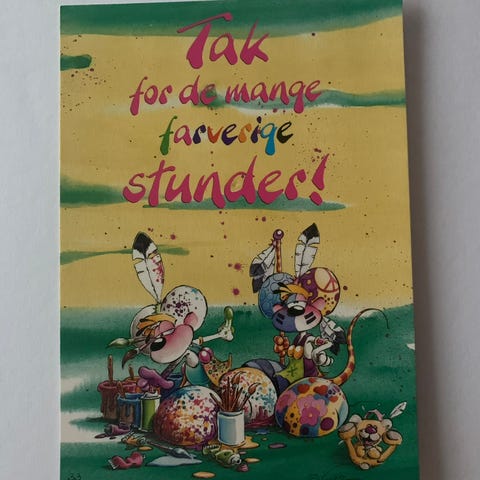 Tak
for de mange
farverige
stunder!